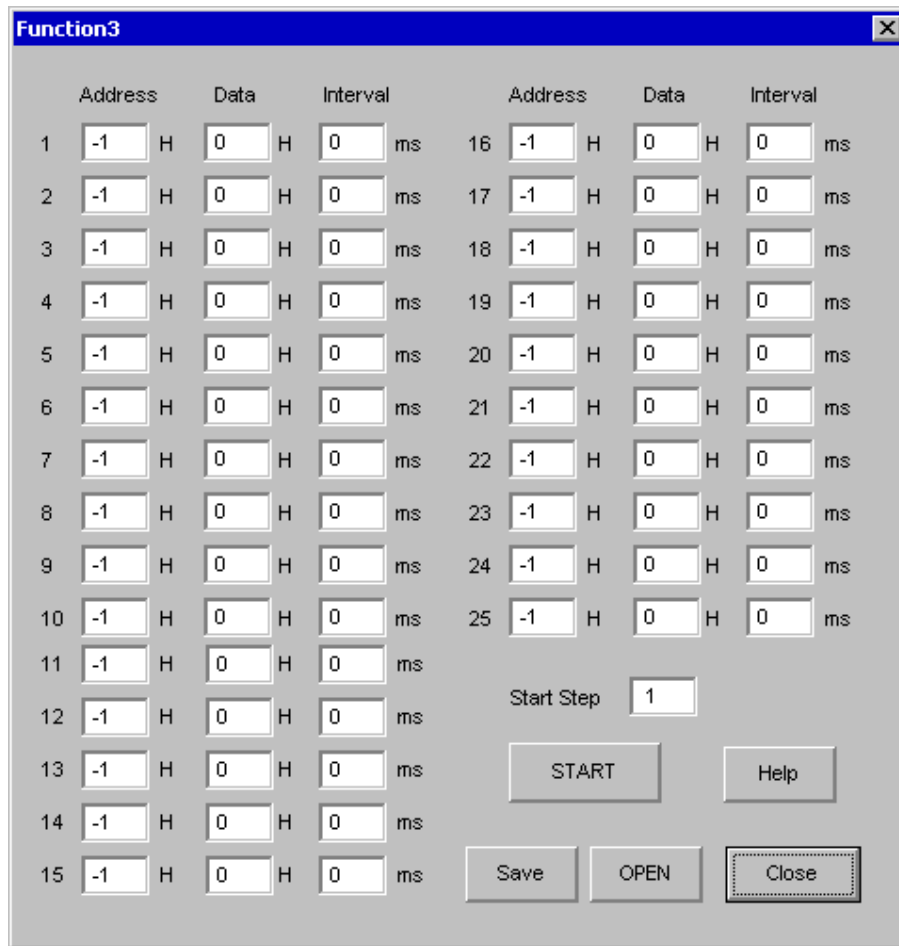 Function3
Address Data Interval Address Data Interval
1 -1 H 0 H 0 ms 16 -1 H 0 H 0 ms
2 -1 H 0 H 0 ms 17 -1 H 0 H 0 ms
3 -1 H 0 H 0 ms 18 -1 H 0 H 0 ms
4 -1 H 0 H 0 ms 19 -1 H 0 H 0 ms
5 -1 H 0 H 0 ms 20 -1 H 0 H 0 ms
6 -1 H 0 H 0 ms 21 -1 H 0 H 0 ms
7 -1 H 0 H 0 ms 22 -1 H 0 H 0 ms
8 -1 H 0 H 0 ms 23 -1 H 0 H 0 ms
9 -1 H 0 H 0 ms 24 -1 H 0 H 0 ms
10 -1 H 0 H 0 ms 25 -1 H 0 H 0 ms
11 -1 H 0 H 0 ms
12 -1 H 0 H 0 ms
13 -1 H 0 H 0 ms
14 -1 H 0 H 0 ms
15 -1 H 0 H 0 ms
Start Step 1
START Help
Save OPEN Close